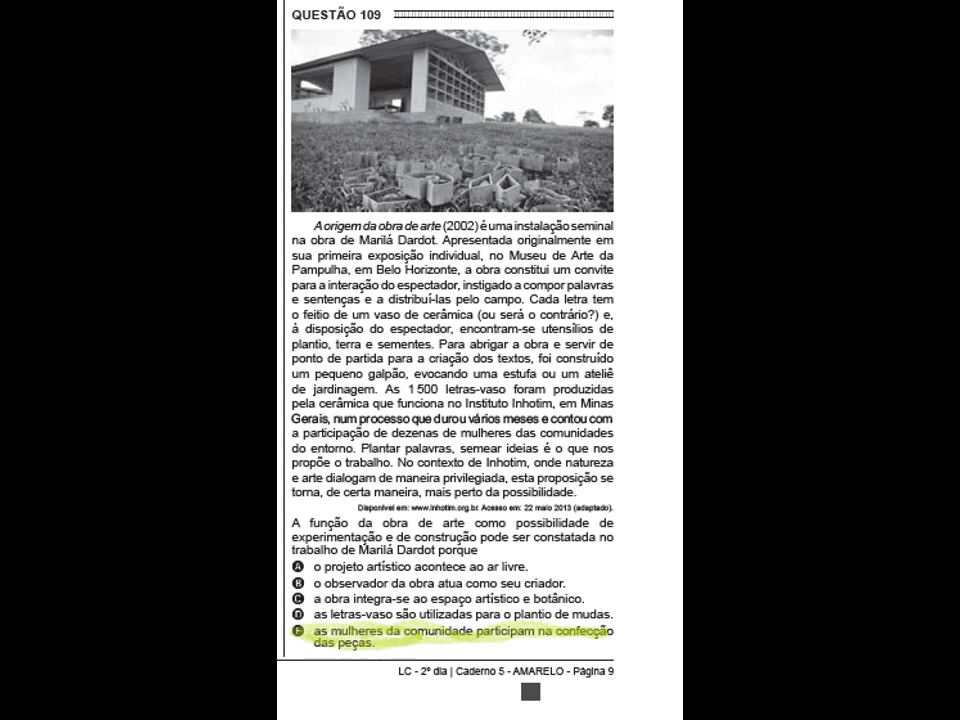 QUESTÃO 109
A origem da obra de arte (2002) é uma instalação seminal
na obra de Marilá Dardot. Apresentada originalmente em
sua primeira exposição individual, no Museu de Arte da
Pampulha, em Belo Horizonte, a obra constitui um convite
para a interação do espectador, instigado a compor palavras
e sentenças e a distribuí-las pelo campo. Cada letra tem
o feitio de um vaso de cerâmica (ou será o contrário?) e,
à disposição do espectador, encontram-se utensílios de
plantio, terra e sementes. Para abrigar a obra e servir de
ponto de partida para a criação dos textos, foi construído
um pequeno galpão, evocando uma estufa ou um ateliê
de jardinagem. As 1 500 letras-vaso foram produzidas
pela cerâmica que funciona no Instituto Inhotim, em Minas
Gerais, num processo que durou vários meses e contou com
a participação de dezenas de mulheres das comunidades
do entorno. Plantar palavras, semear ideias é o que nos
propõe o trabalho. No contexto de Inhotim, onde natureza
e arte dialogam de maneira privilegiada, esta proposição se
torna, de certa maneira, mais perto da possibilidade.
Disponível em: www.inhotim.org.br. Acesso em: 22 maio 2013 (adaptado).
A função da obra de arte como possibilidade de
experimentação e de construção pode ser constatada no
trabalho de Marilá Dardot porque
A o projeto artístico acontece ao ar livre.
B o observador da obra atua como seu criador.
C a obra integra-se ao espaço artístico e botânico.
D as letras-vaso são utilizadas para o plantio de mudas.
E as mulheres da comunidade participam na confecção
das peças.
LC - 2º dia | Caderno 5 - AMARELO - Página 9